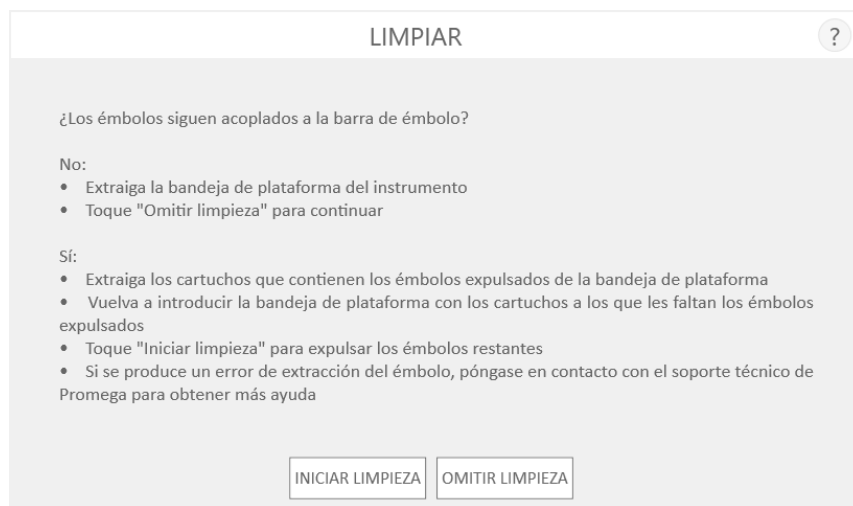 LIMPIAR
?
¿Los émbolos siguen acoplados a la barra de émbolo?
No:
• Extraiga la bandeja de plataforma del instrumento
• Toque "Omitir limpieza" para continuar
Sí:
• Extraiga los cartuchos que contienen los émbolos expulsados de la bandeja de plataforma
• Vuelva a introducir la bandeja de plataforma con los cartuchos a los que les faltan los émbolos
expulsados
• Toque "Iniciar limpieza" para expulsar los émbolos restantes
• Si se produce un error de extracción del émbolo, póngase en contacto con el soporte técnico de
Promega para obtener más ayuda
INICIAR LIMPIEZA
OMITIR LIMPIEZA